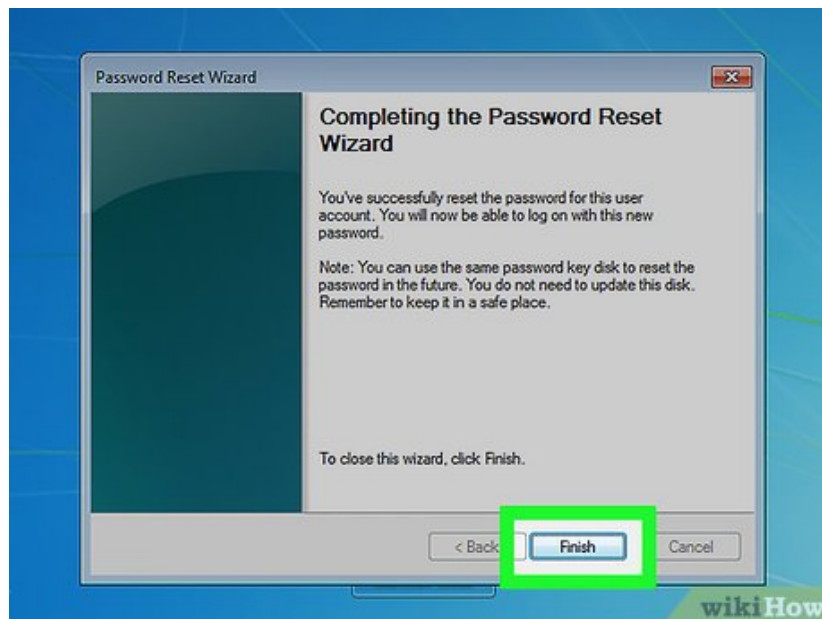 Password Reset Wizard
Completing the Password Reset
Wizard
You've successfully reset the password for this user
account. You will now be able to log on with this new
password.
Note: You can use the same password key disk to reset the
password in the future. You do not need to update this disk.
Remember to keep it in a safe place.
To close this wizard, click Finish.
< Back
Finish
Cancel
wikiHow